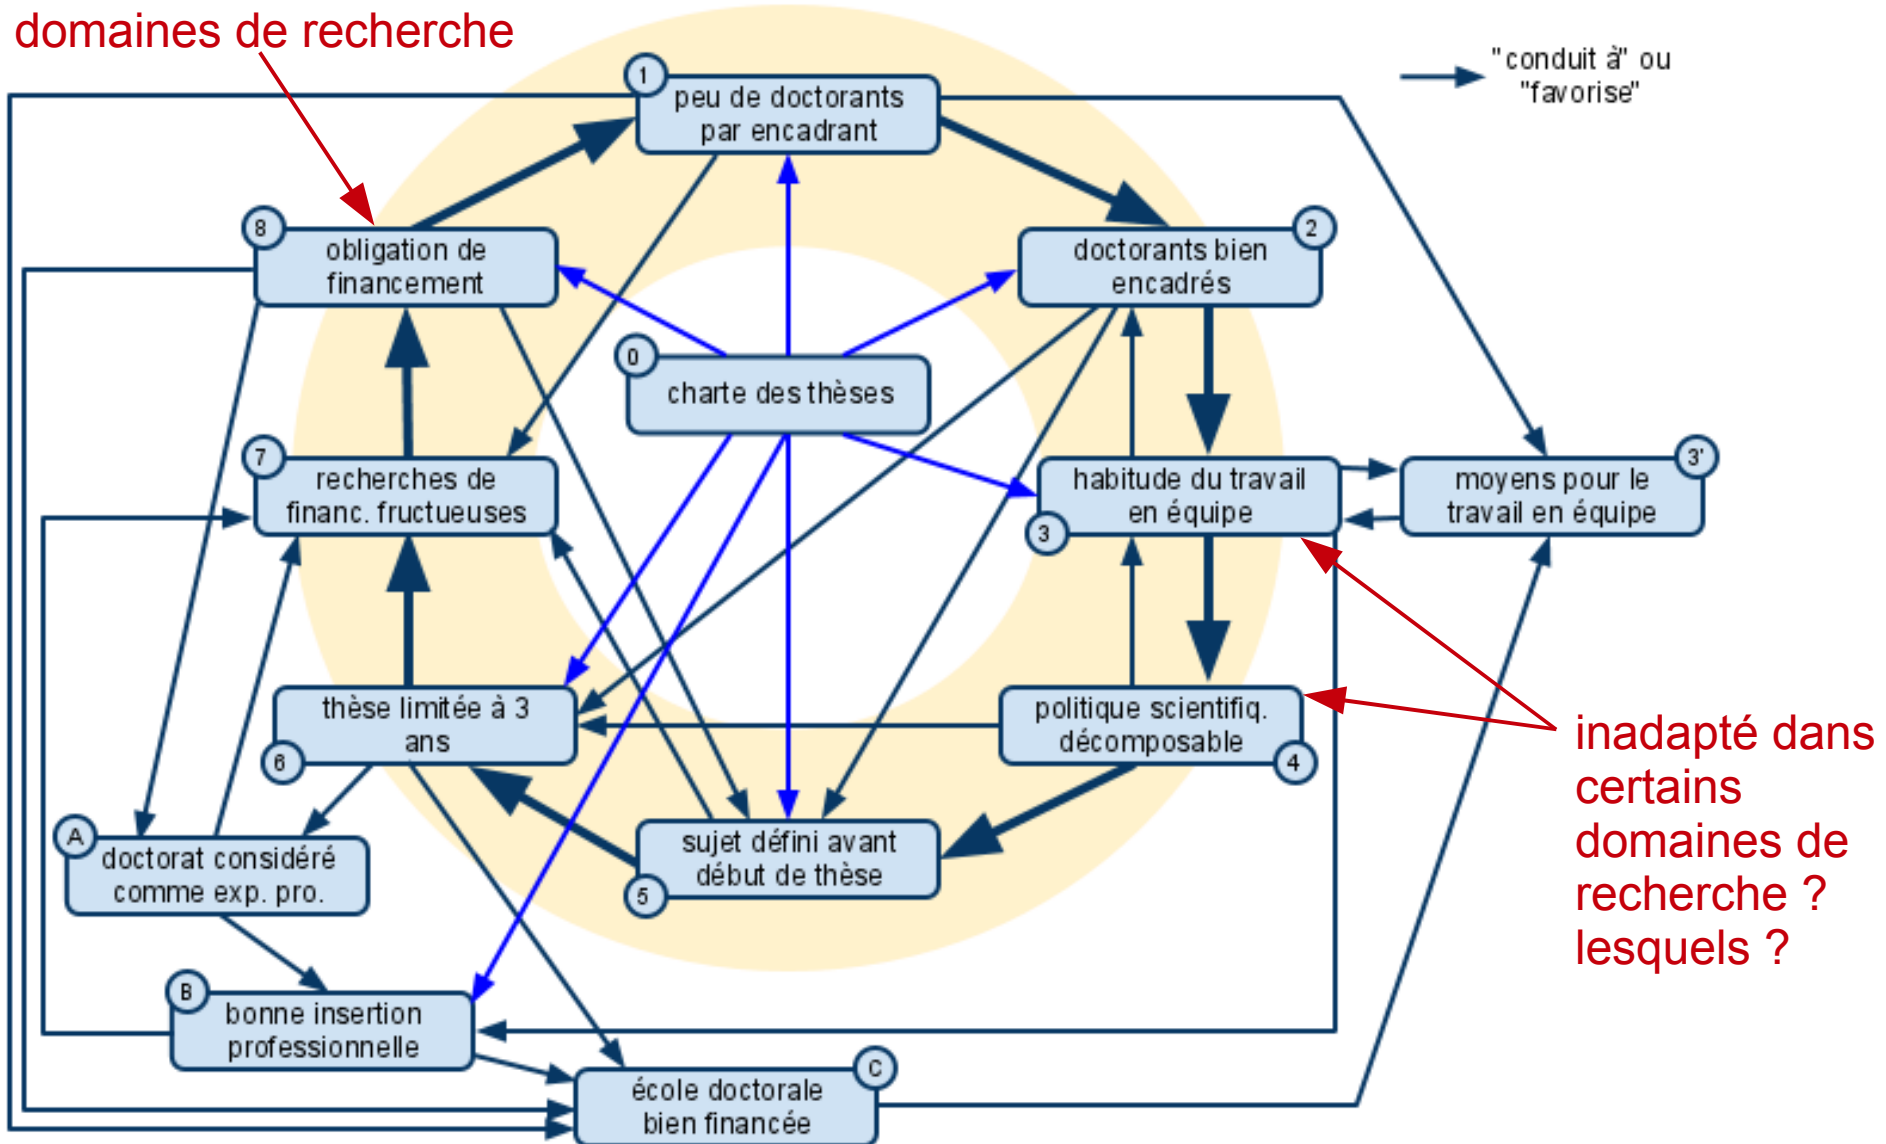 domaines de recherche
"conduit à" ou
"favorise"
1
peu de doctorants
par encadrant
8
obligation de
financement
2
doctorants bien
encadrés
0
charte des thèses
7
recherches de
financ. fructueuses
habitude du travail
en équipe
3
3'
moyens pour le
travail en équipe
thèse limitée à 3
ans
6
politique scientifiq.
décomposable
4
inadapté dans
certains
domaines de
recherche ?
lesquels ?
sujet défini avant
début de thèse
5
A
doctorat considéré
comme exp. pro.
B
bonne insertion
professionnelle
C
école doctorale
bien financée